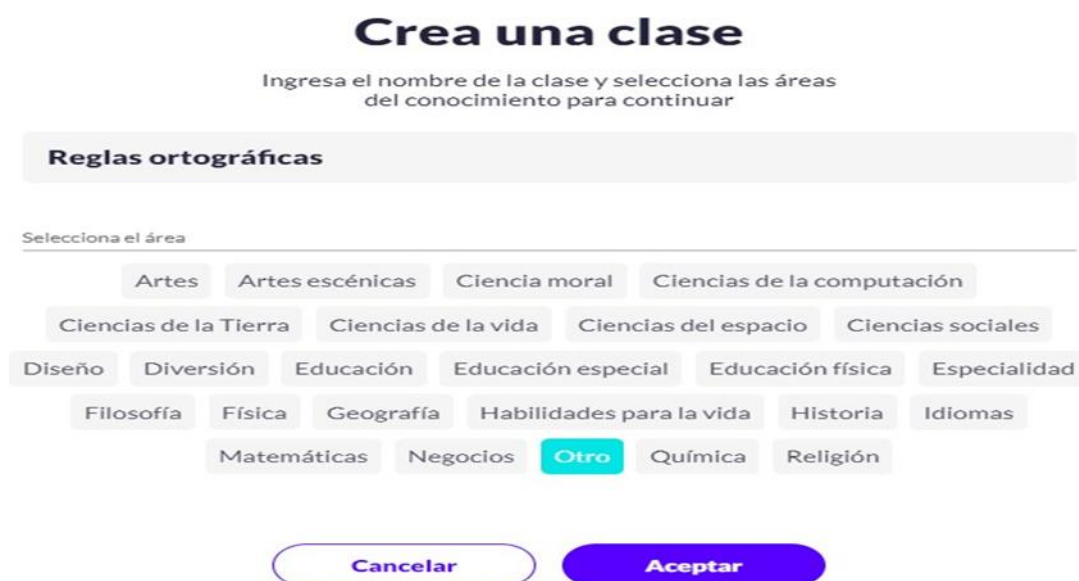 Crea una clase
Ingresa el nombre de la clase y selecciona las áreas
del conocimiento para continuar
Reglas ortográficas
Selecciona el área
Artes Artes escénicas Ciencia moral Ciencias de la computación
Ciencias de la Tierra Ciencias de la vida Ciencias del espacio Ciencias sociales
Diseño Diversión Educación Educación especial Educación física Especialidad
Filosofía Física Geografía Habilidades para la vida Historia Idiomas
Matemáticas Negocios Otro Química Religión
Cancelar Aceptar